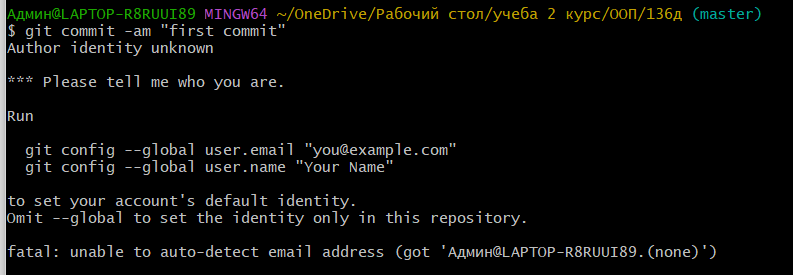 Админ@LAPTOP-R8RUUI89 MINGW64 ~/OneDrive/Рабочий стол/учеба 2 курс/ООП/136д (master)
$ git commit -am "first commit"
Author identity unknown
*** Please tell me who you are.
Run
git config --global user.email "you@example.com"
git config --global user.name "Your Name"
to set your account's default identity.
Omit --global to set the identity only in this repository.
fatal: unable to auto-detect email address (got 'Админ@LAPTOP-R8RUUI89.(none)')